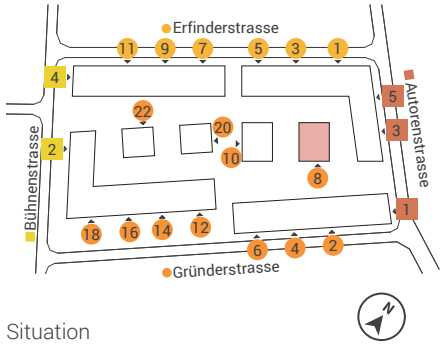 Erfinderstrasse
11 9 7 5 3 1
4
5
22
20
3
2
10
8
Autorenstrasse
Bühnenstrasse
1
18 16 14 12
6 4 2
Gründerstrasse
Situation
N